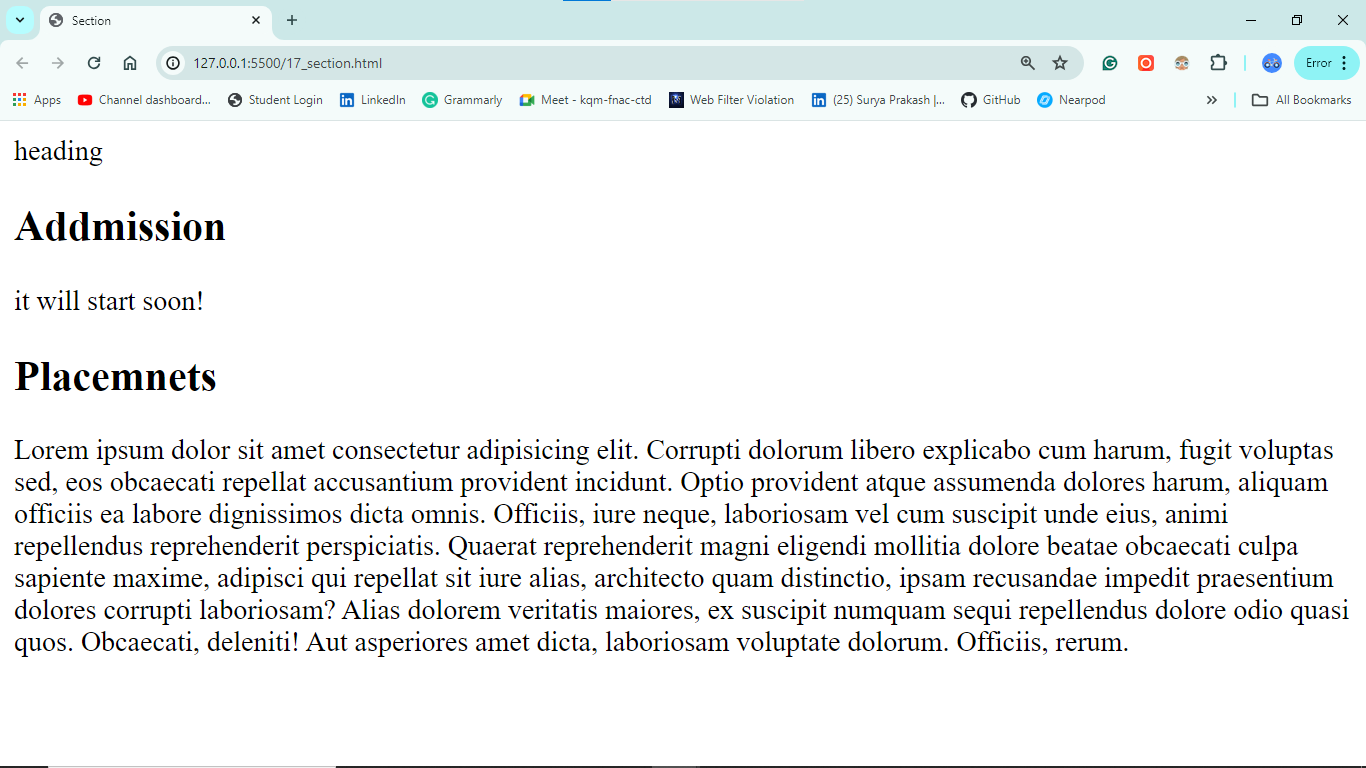 Section
127.0.0.1:5500/17_section.html
Error
Apps
Channel dashboard...
Student Login
LinkedIn
Grammarly
Meet - kqm-fnac-ctd
Web Filter Violation
(25) Surya Prakash |...
GitHub
Nearpod
All Bookmarks
heading
Addmission
it will start soon!
Placemnets
Lorem ipsum dolor sit amet consectetur adipisicing elit. Corrupti dolorum libero explicabo cum harum, fugit voluptas
sed, eos obcaecati repellat accusantium provident incidunt. Optio provident atque assumenda dolores harum, aliquam
officiis ea labore dignissimos dicta omnis. Officiis, iure neque, laboriosam vel cum suscipit unde eius, animi
repellendus reprehenderit perspiciatis. Quaerat reprehenderit magni eligendi mollitia dolore beatae obcaecati culpa
sapiente maxime, adipisci qui repellat sit iure alias, architecto quam distinctio, ipsam recusandae impedit praesentium
dolores corrupti laboriosam? Alias dolorem veritatis maiores, ex suscipit numquam sequi repellendus dolore odio quasi
quos. Obcaecati, deleniti! Aut asperiores amet dicta, laboriosam voluptate dolorum. Officiis, rerum.